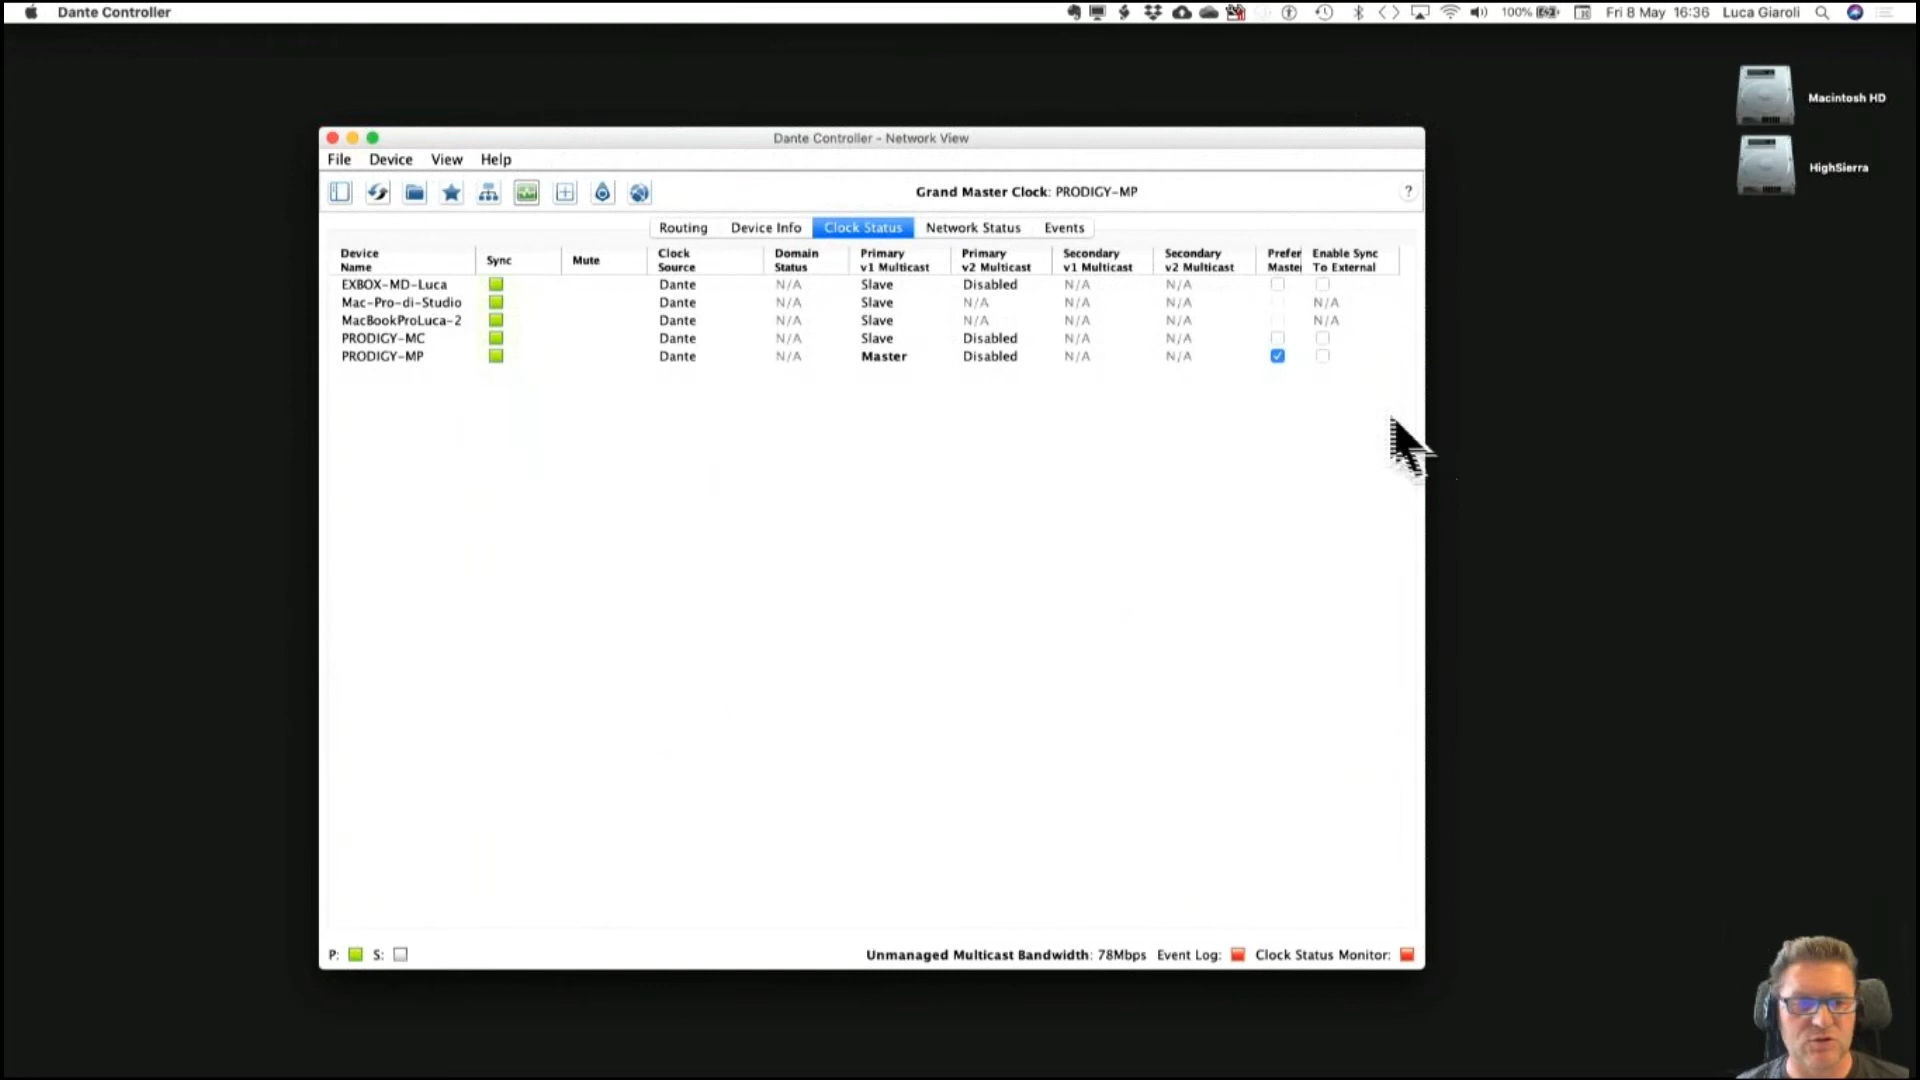 Dante Controller
100%
Fri 8 May 16:36
Luca Giaroli
Macintosh HD
HighSierra
Dante Controller - Network View
File Device View Help
Grand Master Clock: PRODIGY-MP
?
Routing Device Info Clock Status Network Status Events
Device Name Sync Mute Clock Source Domain Status Primary v1 Multicast Primary v2 Multicast Secondary v1 Multicast Secondary v2 Multicast Prefer Master Enable Sync To External
EXBOX-MD-Luca Dante N/A Slave Disabled N/A N/A
Mac-Pro-di-Studio Dante N/A Slave N/A N/A N/A N/A
MacBookProLuca-2 Dante N/A Slave N/A N/A N/A N/A
PRODIGY-MC Dante N/A Slave Disabled N/A N/A
PRODIGY-MP Dante N/A Master Disabled N/A N/A
P: S: Unmanaged Multicast Bandwidth: 78Mbps Event Log: Clock Status Monitor: